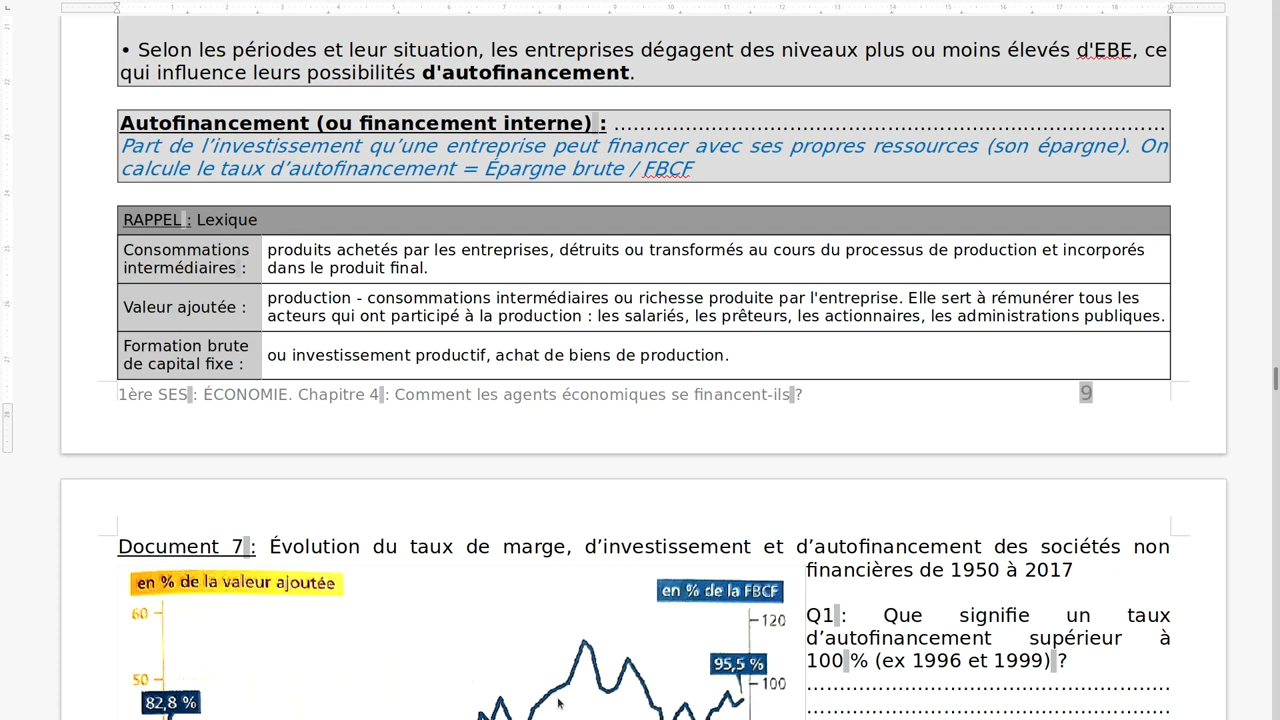 • Selon les périodes et leur situation, les entreprises dégagent des niveaux plus ou moins élevés d'EBE, ce
qui influence leurs possibilités d'autofinancement.
Autofinancement (ou financement interne) : ......................................................................................
Part de l’investissement qu’une entreprise peut financer avec ses propres ressources (son épargne). On
calcule le taux d’autofinancement = Épargne brute / FBCF
RAPPEL : Lexique
Consommations
intermédiaires :
produits achetés par les entreprises, détruits ou transformés au cours du processus de production et incorporés
dans le produit final.
Valeur ajoutée :
production - consommations intermédiaires ou richesse produite par l'entreprise. Elle sert à rémunérer tous les
acteurs qui ont participé à la production : les salariés, les prêteurs, les actionnaires, les administrations publiques.
Formation brute
de capital fixe :
ou investissement productif, achat de biens de production.
1ère SES : ÉCONOMIE. Chapitre 4 : Comment les agents économiques se financent-ils ?
9
Document 7 : Évolution du taux de marge, d’investissement et d’autofinancement des sociétés non
financières de 1950 à 2017
en % de la valeur ajoutée
en % de la FBCF
60
120
50
100
95,5 %
82,8 %
Q1 : Que signifie un taux
d’autofinancement supérieur à
100 % (ex 1996 et 1999) ?
.......................................................
.......................................................